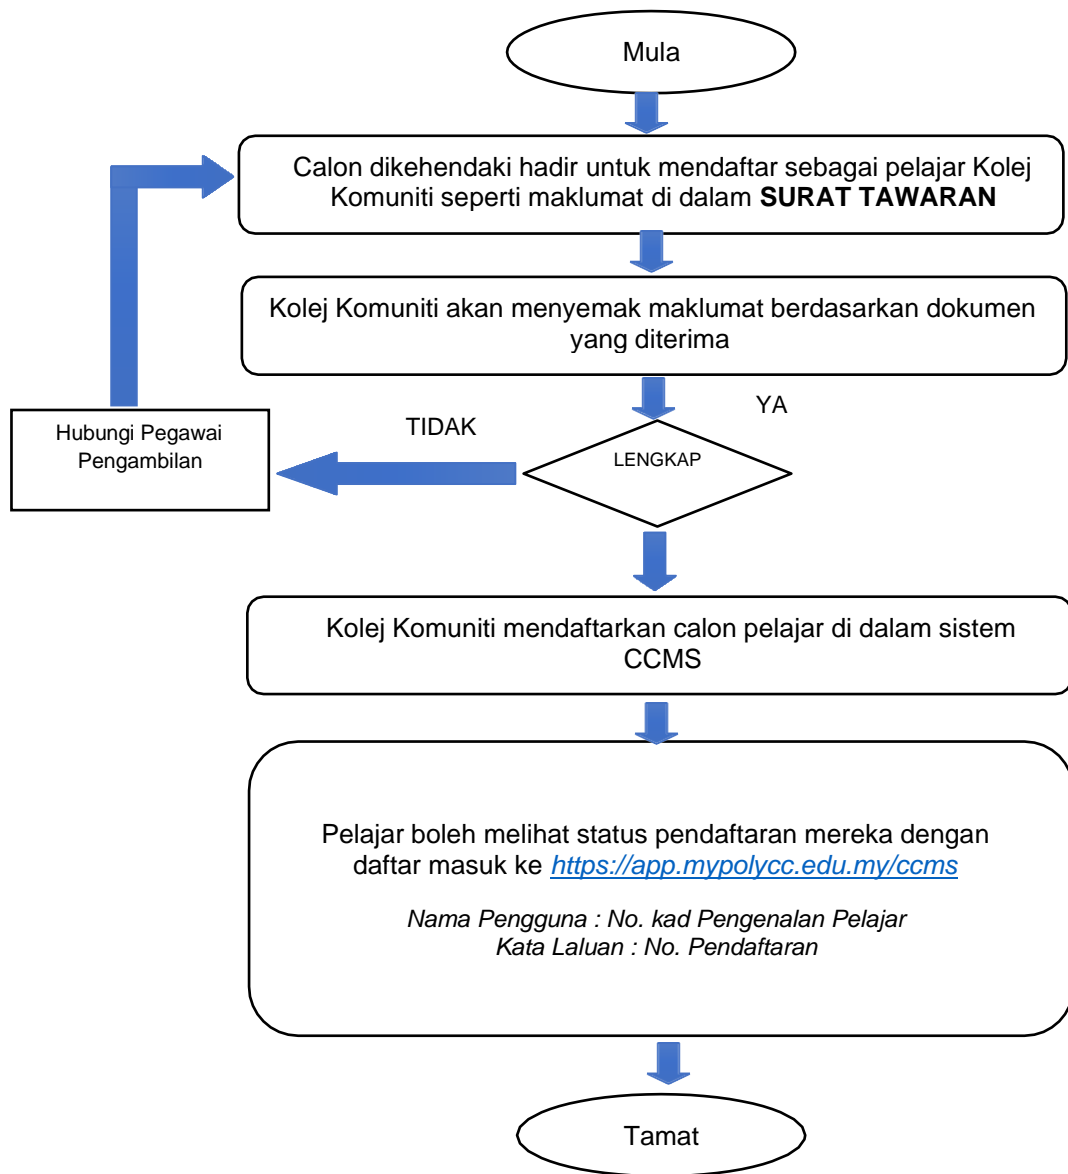 Mula
Calon dikehendaki hadir untuk mendaftar sebagai pelajar Kolej
Komuniti seperti maklumat di dalam SURAT TAWARAN
Kolej Komuniti akan menyemak maklumat berdasarkan dokumen
yang diterima
YA
TIDAK
Hubungi Pegawai
Pengambilan
LENGKAP
Kolej Komuniti mendaftarkan calon pelajar di dalam sistem
CCMS
Pelajar boleh melihat status pendaftaran mereka dengan
daftar masuk ke https://app.mypolycc.edu.my/ccms
Nama Pengguna : No. kad Pengenalan Pelajar
Kata Laluan : No. Pendaftaran
Tamat